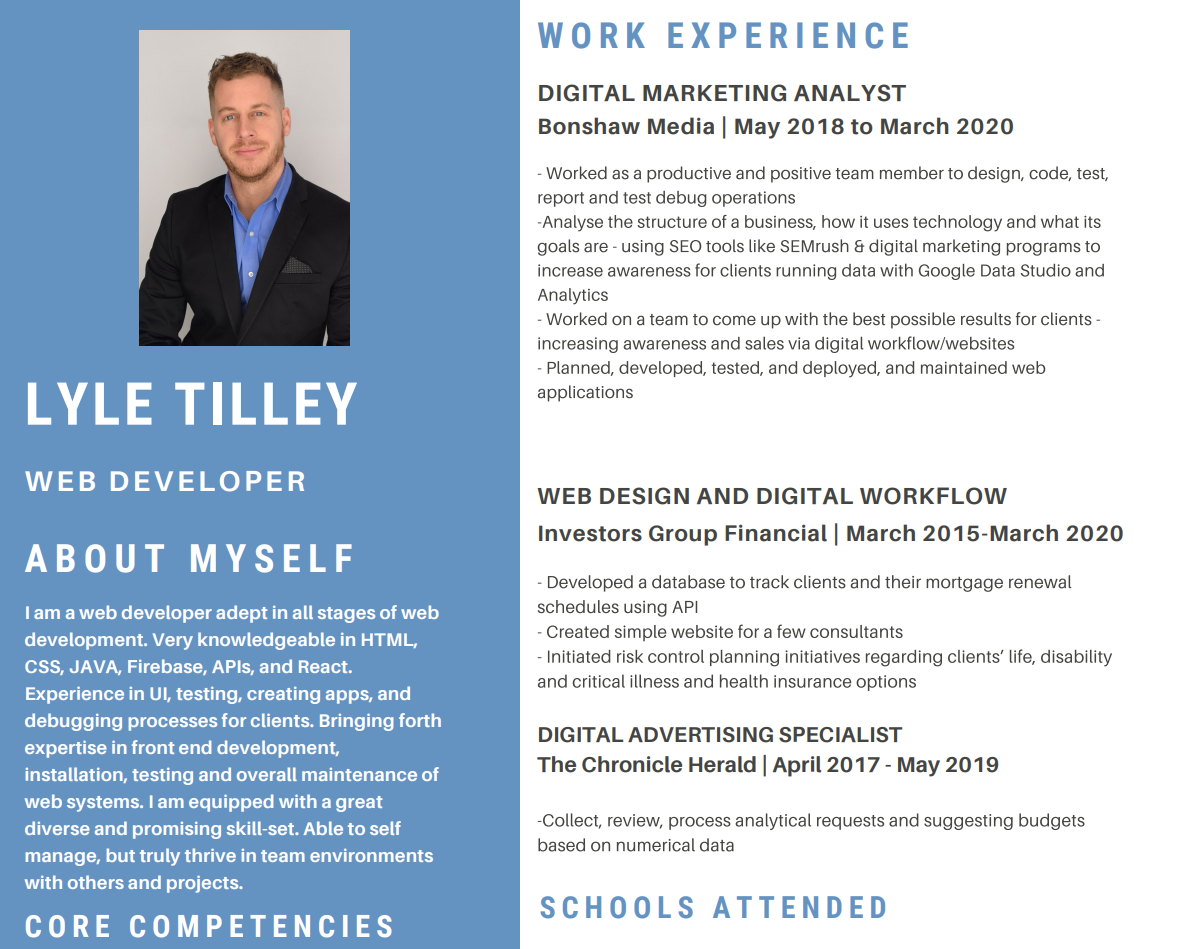 LYLE TILLEY
WEB DEVELOPER
ABOUT MYSELF
I am a web developer adept in all stages of web
development. Very knowledgeable in HTML,
CSS, JAVA, Firebase, APIs, and React.
Experience in UI, testing, creating apps, and
debugging processes for clients. Bringing forth
expertise in front end development,
installation, testing and overall maintenance of
web systems. I am equipped with a great
diverse and promising skill-set. Able to self
manage, but truly thrive in team environments
with others and projects.
CORE COMPETENCIES
WORK EXPERIENCE
DIGITAL MARKETING ANALYST
Bonshaw Media | May 2018 to March 2020
- Worked as a productive and positive team member to design, code, test,
report and test debug operations
-Analyse the structure of a business, how it uses technology and what its
goals are - using SEO tools like SEMrush & digital marketing programs to
increase awareness for clients running data with Google Data Studio and
Analytics
- Worked on a team to come up with the best possible results for clients -
increasing awareness and sales via digital workflow/websites
- Planned, developed, tested, and deployed, and maintained web
applications
WEB DESIGN AND DIGITAL WORKFLOW
Investors Group Financial | March 2015-March 2020
- Developed a database to track clients and their mortgage renewal
schedules using API
- Created simple website for a few consultants
- Initiated risk control planning initiatives regarding clients’ life, disability
and critical illness and health insurance options
DIGITAL ADVERTISING SPECIALIST
The Chronicle Herald | April 2017 - May 2019
-Collect, review, process analytical requests and suggesting budgets
based on numerical data
SCHOOLS ATTENDED